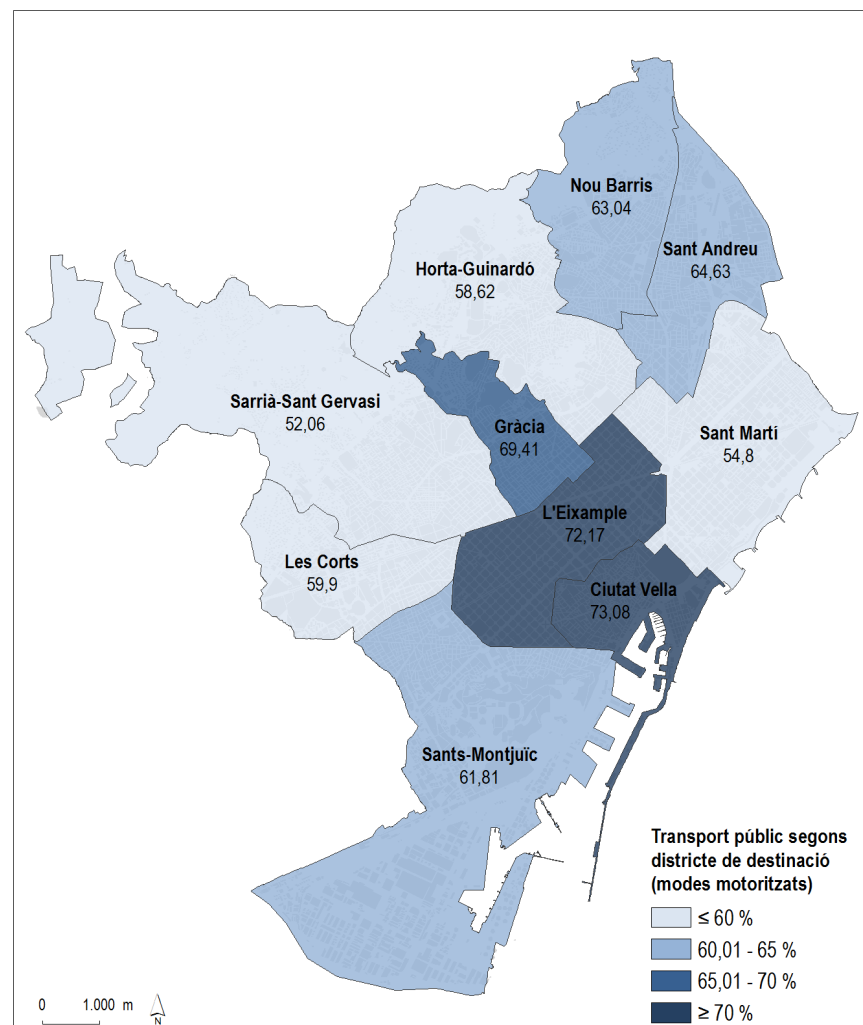 Nou Barris
63,04
Sant Andreu
64,63
Horta-Guinardó
58,62
Sarrià-Sant Gervasi
52,06
Gràcia
69,41
Sant Martí
54,8
L'Eixample
72,17
Les Corts
59,9
Ciutat Vella
73,08
Sants-Montjuïc
61,81
Transport públic segons
districte de destinació
(modes motoritzats)
≤ 60 %
60,01 - 65 %
65,01 - 70 %
≥ 70 %
0 1.000 m
N